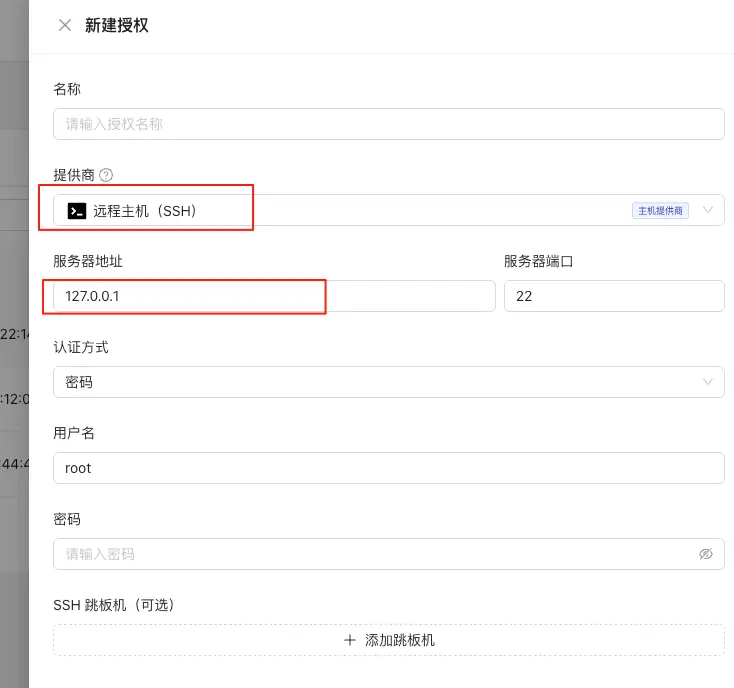 新建授权
名称
请输入授权名称
提供商
远程主机（SSH） 主机提供商
服务器地址 服务器端口
127.0.0.1 22
22:14
认证方式
密码
:12:0
用户名
:44:4
root
密码
请输入密码
SSH 跳板机（可选）
添加跳板机